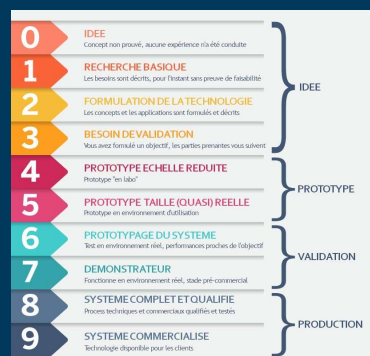 0
IDEE
Concept non prouvé, aucune expérience n'a été conduite
1
RECHERCHE BASIQUE
Les besoins sont décrits, pour l'instant sans preuve de faisabilité
2
FORMULATION DE LA TECHNOLOGIE
Les concepts et les applications sont formulés et décrits
3
BESOIN DE VALIDATION
Vous avez formulé un objectif, les parties prenantes vous suivent
IDEE
4
PROTOTYPE ECHELLE REDUITE
Prototype "en labo"
5
PROTOTYPE TAILLE (QUASI) REELLE
Prototype en environnement d'utilisation
PROTOTYPE
6
PROTOTYPAGE DU SYSTEME
Test en environnement réel, performances proches de l'objectif
7
DEMONSTRATEUR
Fonctionne en environnement réel, stade pré-commercial
VALIDATION
8
SYSTEME COMPLET ET QUALIFIE
Process techniques et commerciaux qualifiés et testés
9
SYSTEME COMMERCIALISE
Technologie disponible pour les clients
PRODUCTION